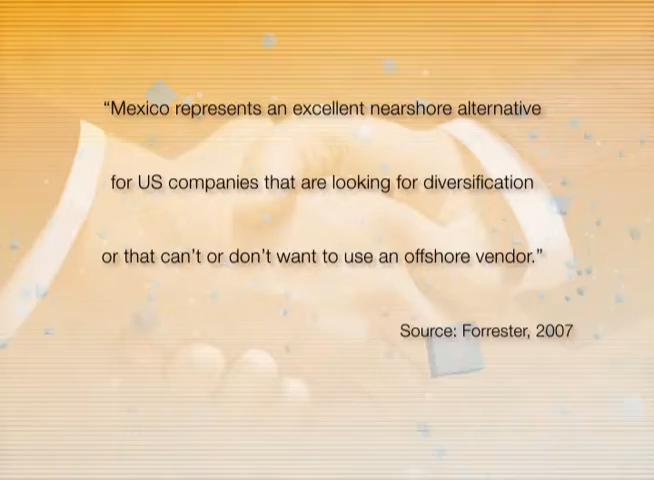 “Mexico represents an excellent nearshore alternative
for US companies that are looking for diversification
or that can’t or don’t want to use an offshore vendor.”
Source: Forrester, 2007